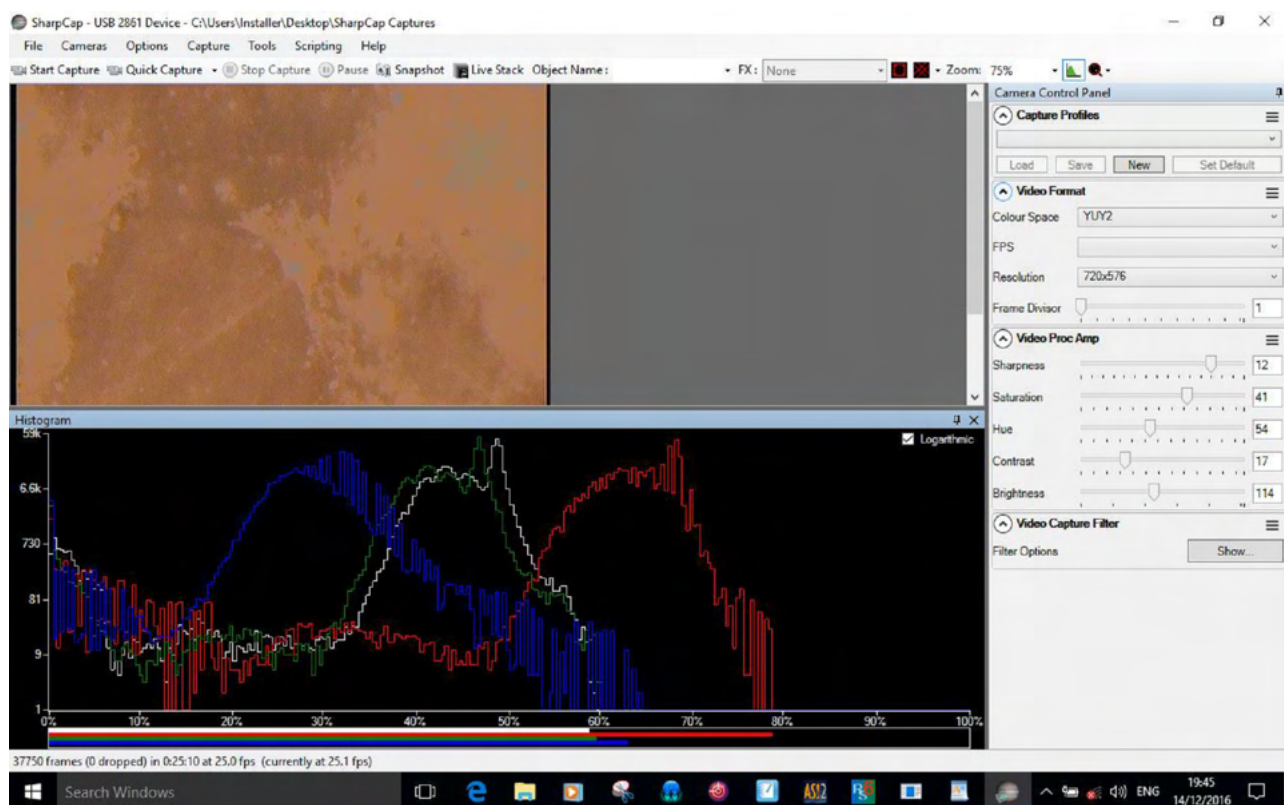 SharpCap - USB 2861 Device - C:\Users\Installer\Desktop\SharpCap Captures
File Cameras Options Capture Tools Scripting Help
Start Capture Quick Capture Stop Capture Pause Snapshot Live Stack Object Name: FX: None Zoom: 75%
Camera Control Panel
Capture Profiles
Load Save New Set Default
Video Format
Colour Space YUY2
FPS
Resolution 720x576
Frame Divisor 1
Video Proc Amp
Sharpness 12
Saturation 41
Hue 54
Contrast 17
Brightness 114
Video Capture Filter
Filter Options Show...
Histogram
Logarithmic
59k
6.6k
730
81
9
1
0% 10% 20% 30% 40% 50% 60% 70% 80% 90% 100%
37750 frames (0 dropped) in 0:25:10 at 25.0 fps (currently at 25.1 fps)
Search Windows
AS!2
ENG
19:45
14/12/2016